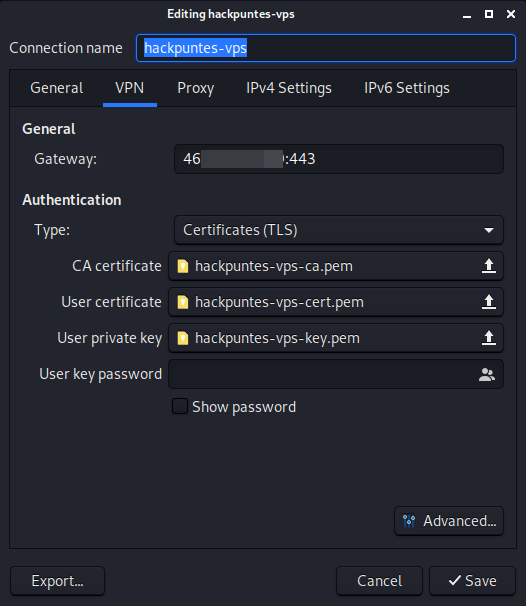 Editing hackpuntes-vps
Connection name hackpuntes-vps
General VPN Proxy IPv4 Settings IPv6 Settings
General
Gateway: 46 :443
Authentication
Type: Certificates (TLS)
CA certificate hackpuntes-vps-ca.pem
User certificate hackpuntes-vps-cert.pem
User private key hackpuntes-vps-key.pem
User key password
Show password
Advanced...
Export... Cancel Save